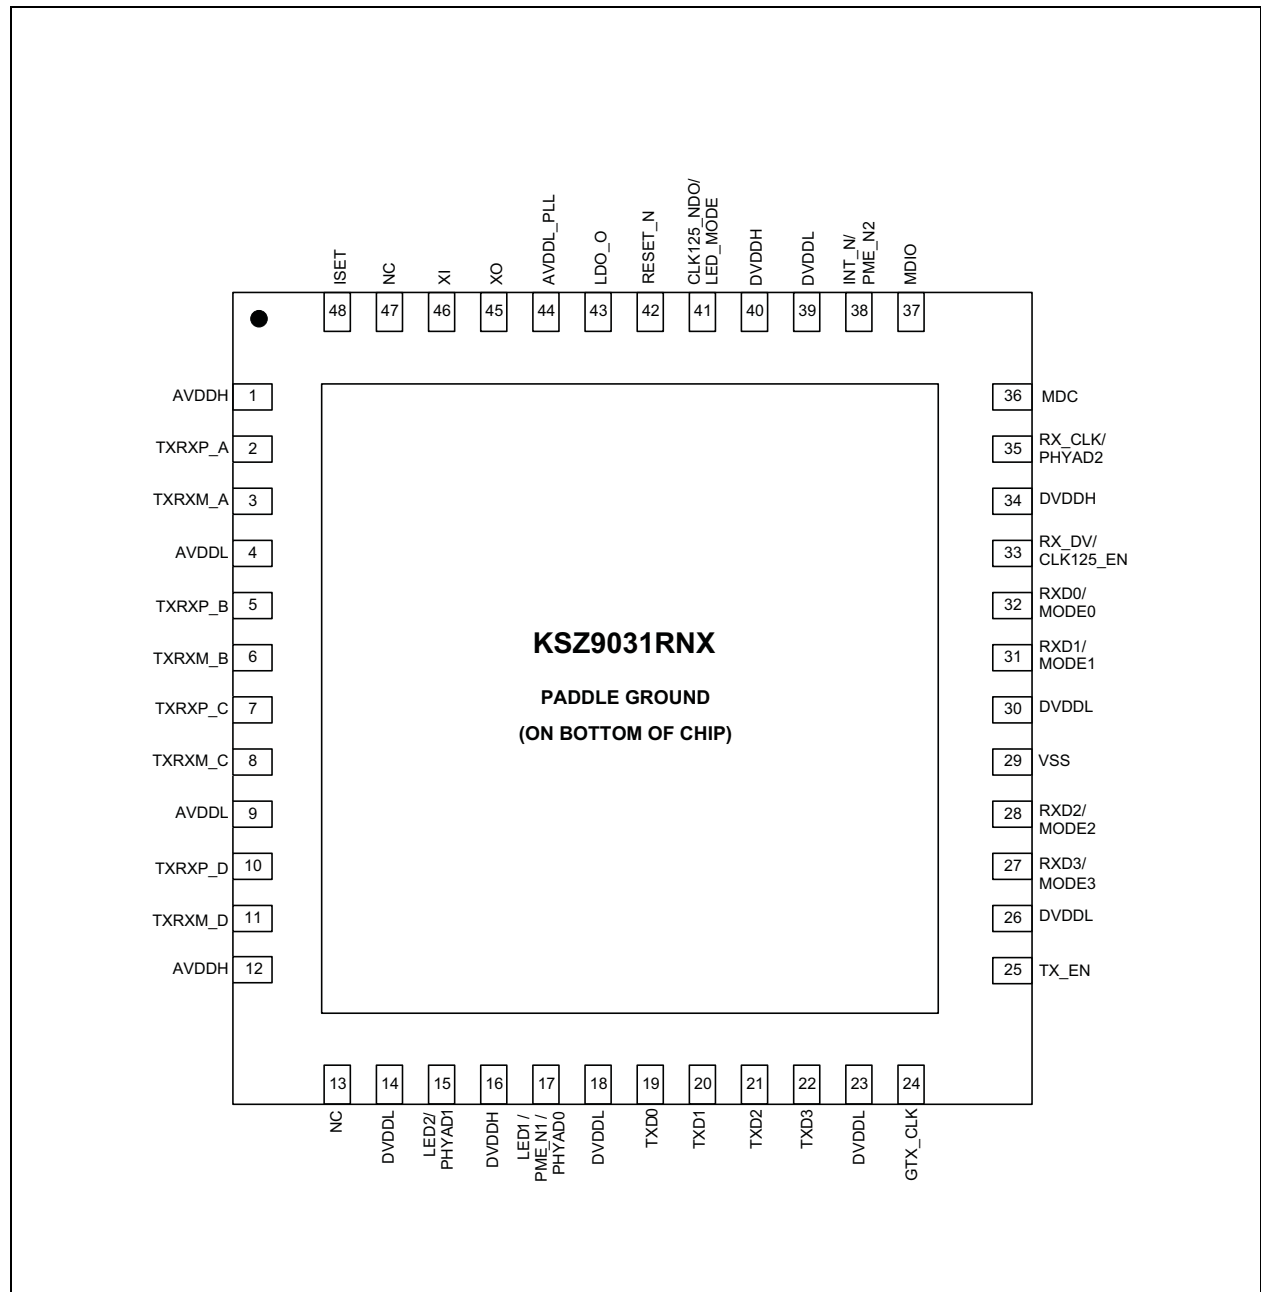 ISET
NC
XI
XO
AVDDL_PLL
LDO_O
RESET_N
CLK125_NDO/
LED_MODE
DVDDH
DVDDL
INT_N/
PME_N2
MDIO
48
47
46
45
44
43
42
41
40
39
38
37
AVDDH 1
TXRXP_A 2
TXRXM_A 3
AVDDL 4
TXRXP_B 5
TXRXM_B 6
TXRXP_C 7
TXRXM_C 8
AVDDL 9
TXRXP_D 10
TXRXM_D 11
AVDDH 12
KSZ9031RNX
PADDLE GROUND
(ON BOTTOM OF CHIP)
36 MDC
35 RX_CLK/
PHYAD2
34 DVDDH
33 RX_DV/
CLK125_EN
32 RXD0/
MODE0
31 RXD1/
MODE1
30 DVDDL
29 VSS
28 RXD2/
MODE2
27 RXD3/
MODE3
26 DVDDL
25 TX_EN
13
14
15
16
17
18
19
20
21
22
23
24
NC
DVDDL
LED2/
PHYAD1
DVDDH
LED1 /
PME_N1 /
PHYAD0
DVDDL
TXD0
TXD1
TXD2
TXD3
DVDDL
GTX_CLK